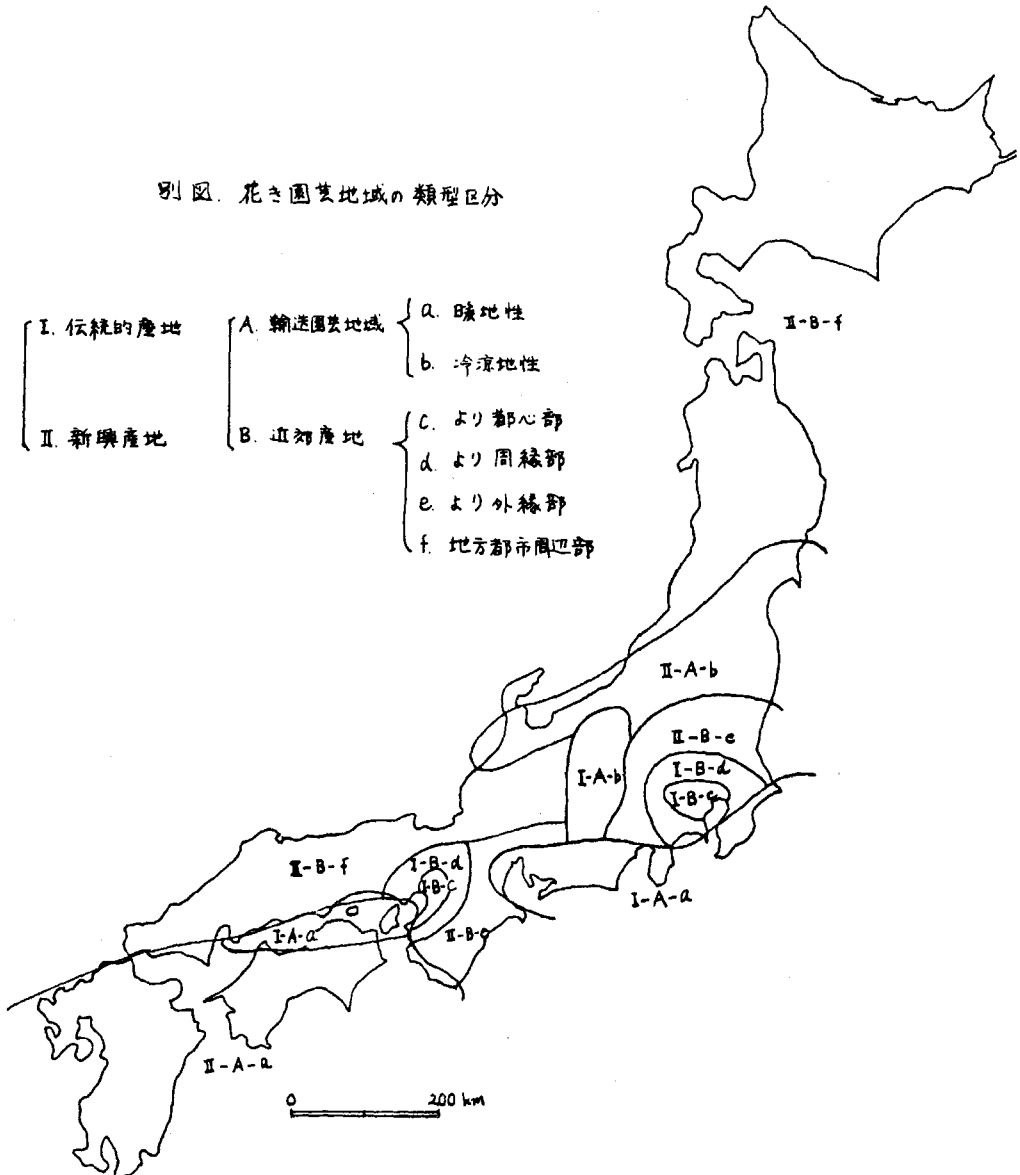 別図. 花き園芸地域の類型区分
I. 伝統的産地
A. 輸送園芸地域
a. 暖地性
b. 冷涼地性
II. 新興産地
B. 近郊産地
c. より都心部
d. より周縁部
e. より外縁部
f. 地方都市周辺部
II-B-f
II-A-b
II-B-e
I-B-d
I-B-c
I-A-b
I-A-a
II-B-f
I-B-d
I-B-c
I-A-a
II-B-e
II-A-a
0 200 km